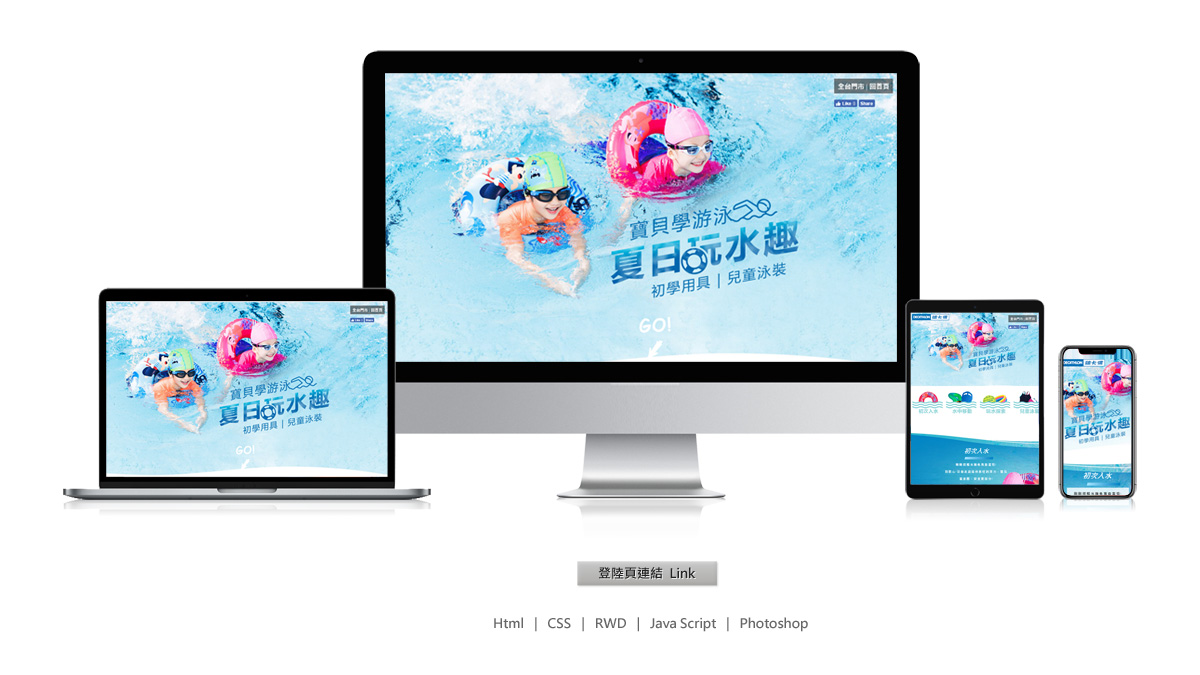 全台門市 | 回首頁
Like 0 Share
寶貝學游泳
夏日玩水趣
初學用具 | 兒童泳裝
GO!
全台門市 | 回首頁
寶貝學游泳
夏日玩水趣
初學用具 | 兒童泳裝
GO!
DECATHLON 迪卡儂
全台門市 | 回首頁
寶貝學游泳
夏日玩水趣
初學用具 | 兒童泳裝
初次入水
初次入水
DECATHLON 迪卡儂
寶貝學游泳
夏日玩水趣
初學用具 | 兒童泳裝
初次入水
登陸頁連結 Link
Html | CSS | RWD | Java Script | Photoshop